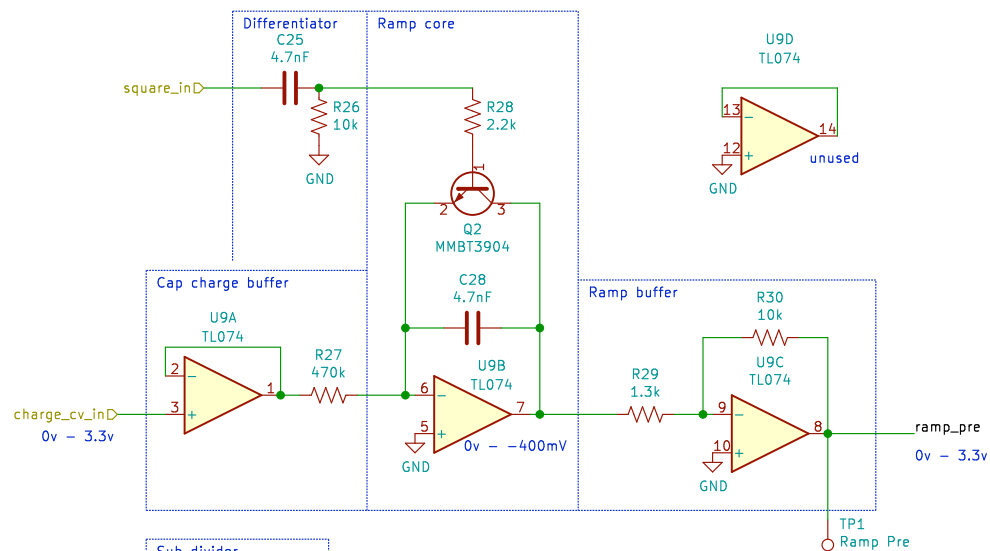 Differentiator
Ramp core
C25
4.7nF
square_in
R26
10k
GND
R28
2.2k
1
2
3
Q2
MMBT3904
U9D
TL074
13
12
14
GND
unused
Cap charge buffer
U9A
TL074
2
3
1
charge_cv_in
0v - 3.3v
R27
470k
C28
4.7nF
U9B
TL074
6
5
7
GND
0v - -400mV
Ramp buffer
R30
10k
U9C
TL074
R29
1.3k
9
10
8
GND
ramp_pre
0v - 3.3v
TP1
Ramp Pre
Sub divider